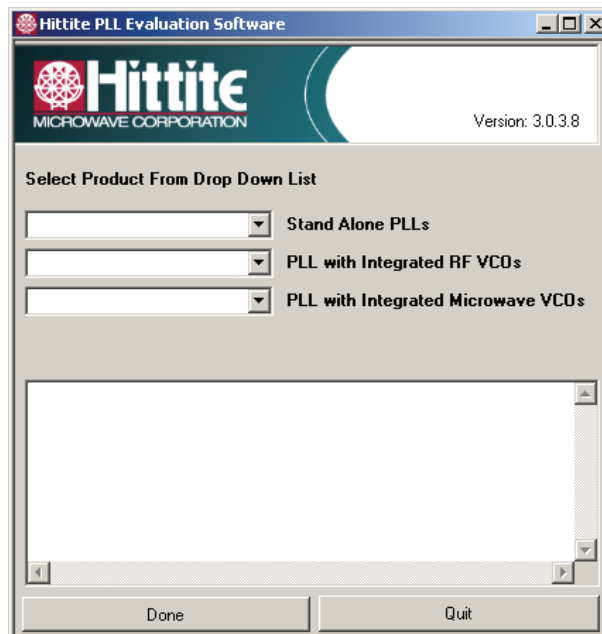 Hittite PLL Evaluation Software
Hittite
MICROWAVE CORPORATION
Version: 3.0.3.8
Select Product From Drop Down List
Stand Alone PLLs
PLL with Integrated RF VCOs
PLL with Integrated Microwave VCOs
Done
Quit